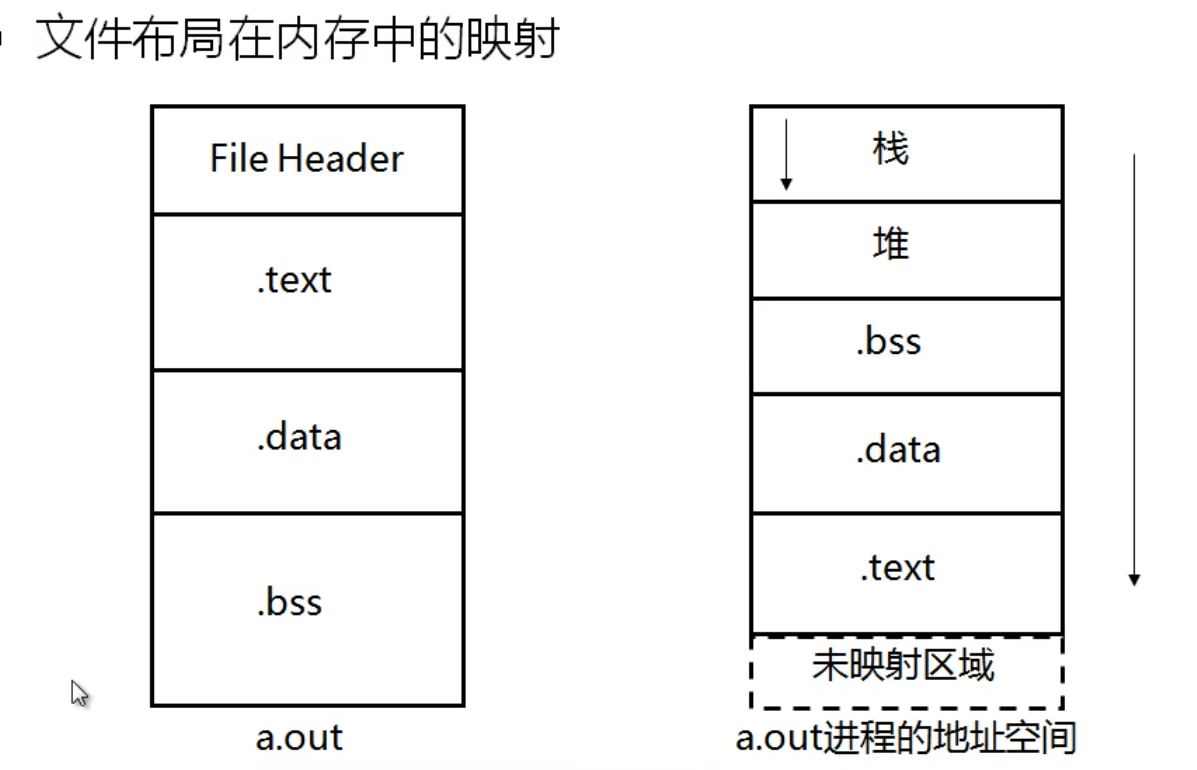 文件布局在内存中的映射
File Header
.text
.data
.bss
a.out
栈
堆
.bss
.data
.text
未映射区域
a.out进程的地址空间